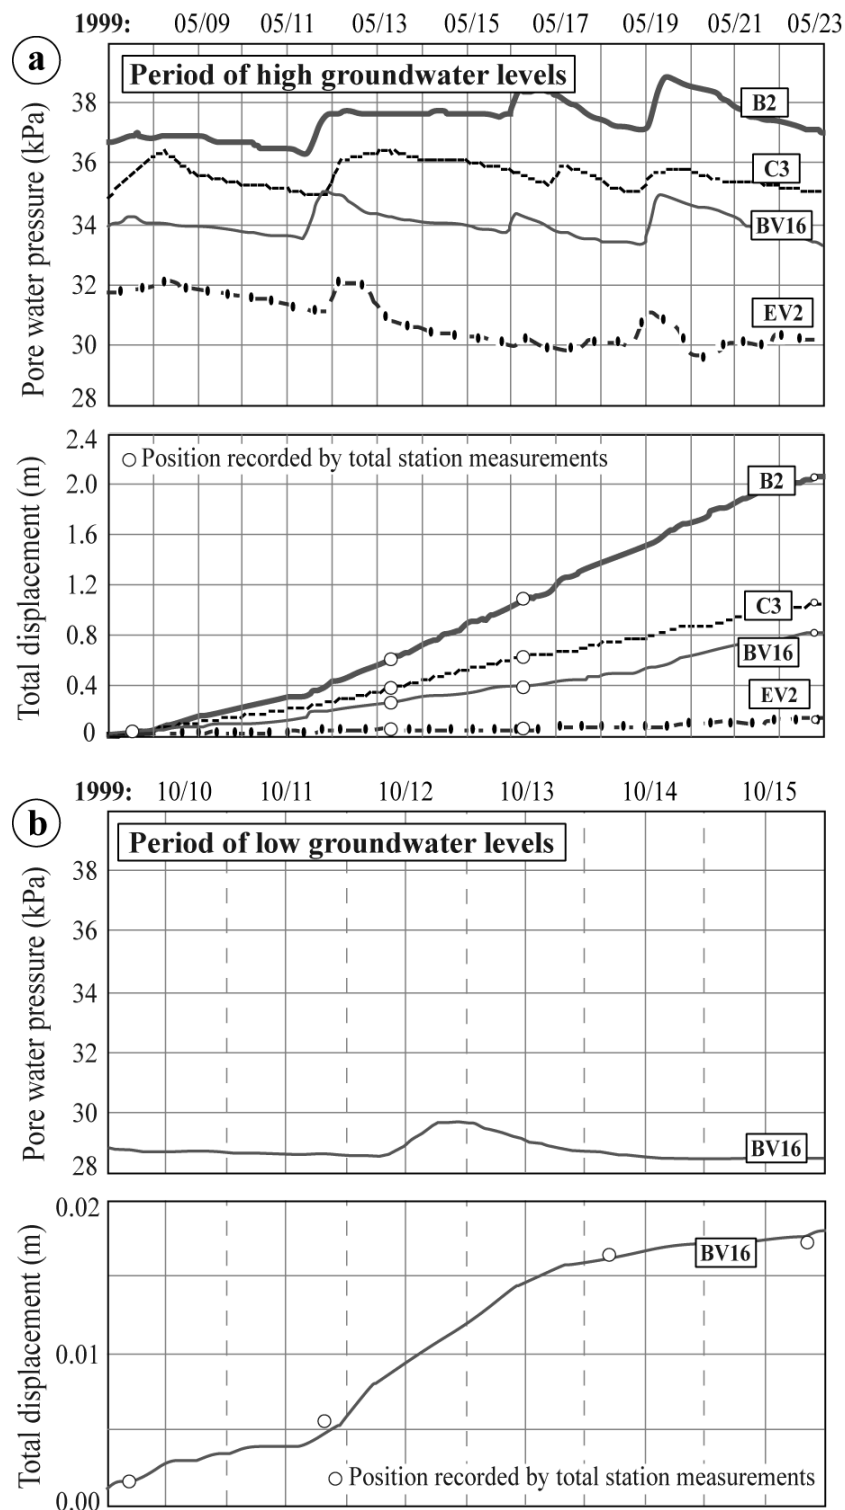 1999: 05/09 05/11 05/13 05/15 05/17 05/19 05/21 05/23
a
Period of high groundwater levels
Pore water pressure (kPa)
38
36
34
32
30
28
B2
C3
BV16
EV2
Position recorded by total station measurements
Total displacement (m)
2.4
2.0
1.6
1.2
0.8
0.4
0
B2
C3
BV16
EV2
1999: 10/10 10/11 10/12 10/13 10/14 10/15
b
Period of low groundwater levels
Pore water pressure (kPa)
38
36
34
32
30
28
BV16
Total displacement (m)
0.02
0.01
0.00
BV16
Position recorded by total station measurements